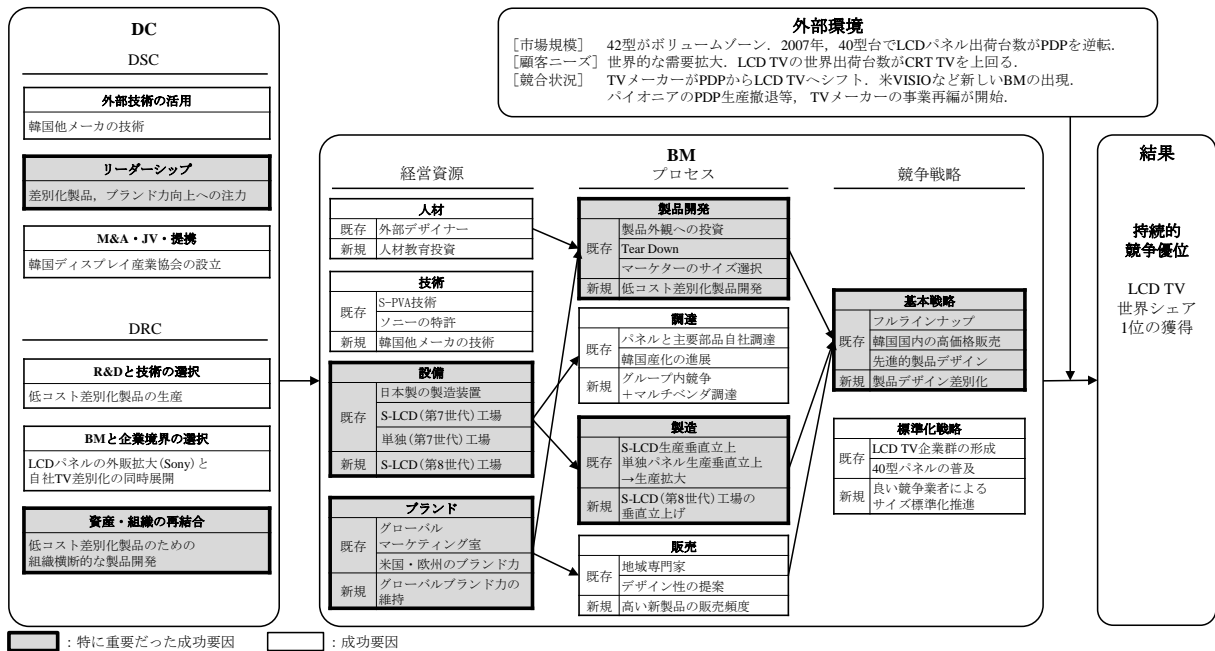 DC
DSC
外部技術の活用
韓国他メーカの技術
リーダーシップ
差別化製品，ブランド力向上への注力
M&A・JV・提携
韓国ディスプレイ産業協会の設立
DRC
R&Dと技術の選択
低コスト差別化製品の生産
BMと企業境界の選択
LCDパネルの外販拡大(Sony)と
自社TV差別化の同時展開
資産・組織の再結合
低コスト差別化製品のための
組織横断的な製品開発
外部環境
[市場規模] 42型がボリュームゾーン．2007年，40型台でLCDパネル出荷台数がPDPを逆転．
[顧客ニーズ] 世界的な需要拡大．LCD TVの世界出荷台数がCRT TVを上回る．
[競合状況] TVメーカーがPDPからLCD TVへシフト．米VISIOなど新しいBMの出現．
パイオニアのPDP生産撤退等，TVメーカーの事業再編が開始．
BM
経営資源
人材
既存 外部デザイナー
新規 人材教育投資
技術
既存
S-PVA技術
ソニーの特許
新規 韓国他メーカの技術
設備
既存
日本製の製造装置
S-LCD(第7世代)工場
単独(第7世代)工場
新規 S-LCD(第8世代)工場
ブランド
既存
グローバル
マーケティング室
米国・欧州のブランド力
新規
グローバルブランド力の
維持
プロセス
製品開発
既存
製品外観への投資
Tear Down
マーケターのサイズ選択
新規 低コスト差別化製品開発
調達
既存
パネルと主要部品自社調達
韓国産化の進展
新規
グループ内競争
＋マルチベンダ調達
製造
既存
S-LCD生産垂直立上
単独パネル生産垂直立上
→生産拡大
新規
S-LCD(第8世代)工場の
垂直立上げ
販売
既存
地域専門家
デザイン性の提案
新規 高い新製品の販売頻度
競争戦略
基本戦略
既存
フルラインナップ
韓国国内の高価格販売
先進的製品デザイン
新規 製品デザイン差別化
標準化戦略
既存
LCD TV企業群の形成
40型パネルの普及
新規
良い競争業者による
サイズ標準化推進
結果
持続的
競争優位
LCD TV
世界シェア
1位の獲得
：特に重要だった成功要因
：成功要因